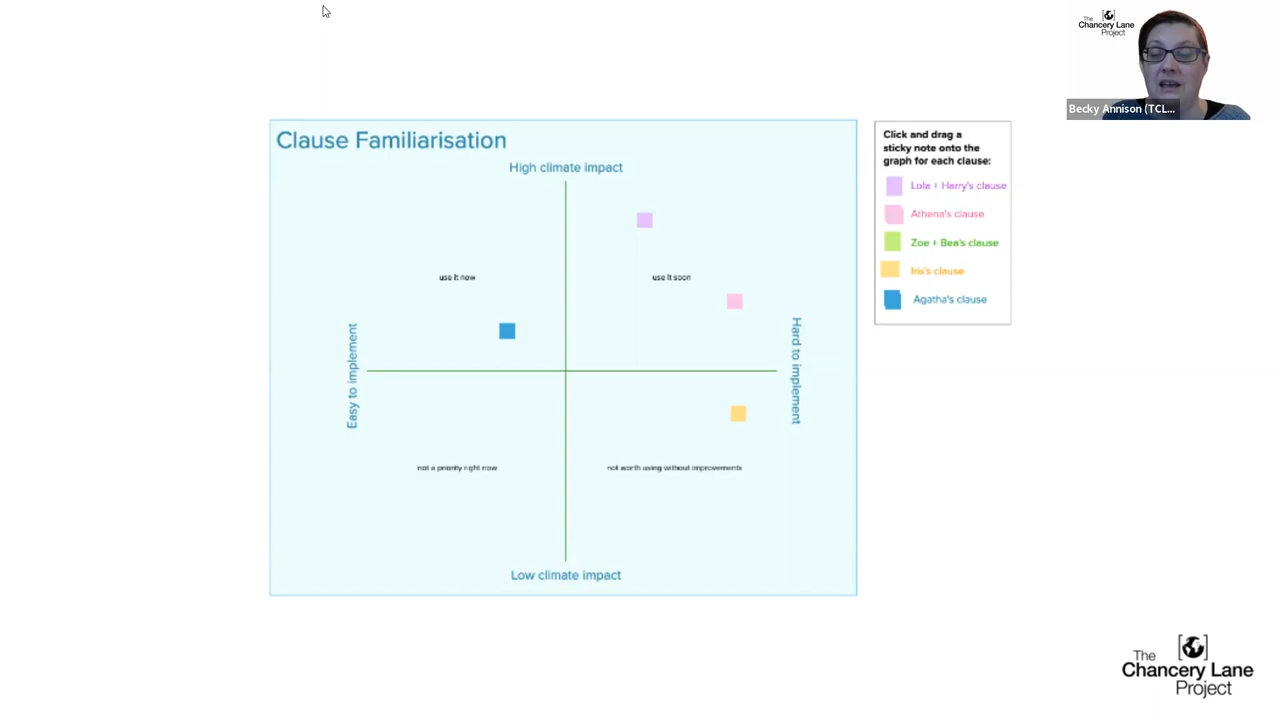 The
Chancery Lane
Project
Becky Annison (TCL...
Clause Familiarisation
High climate impact
use it now
use it soon
Easy to implement
Hard to implement
not a priority right now
not worth using without improvements
Low climate impact
Click and drag a
sticky note onto the
graph for each clause:
Lola + Harry's clause
Athena's clause
Zoe + Bea's clause
Iris's clause
Agatha's clause
The
Chancery Lane
Project